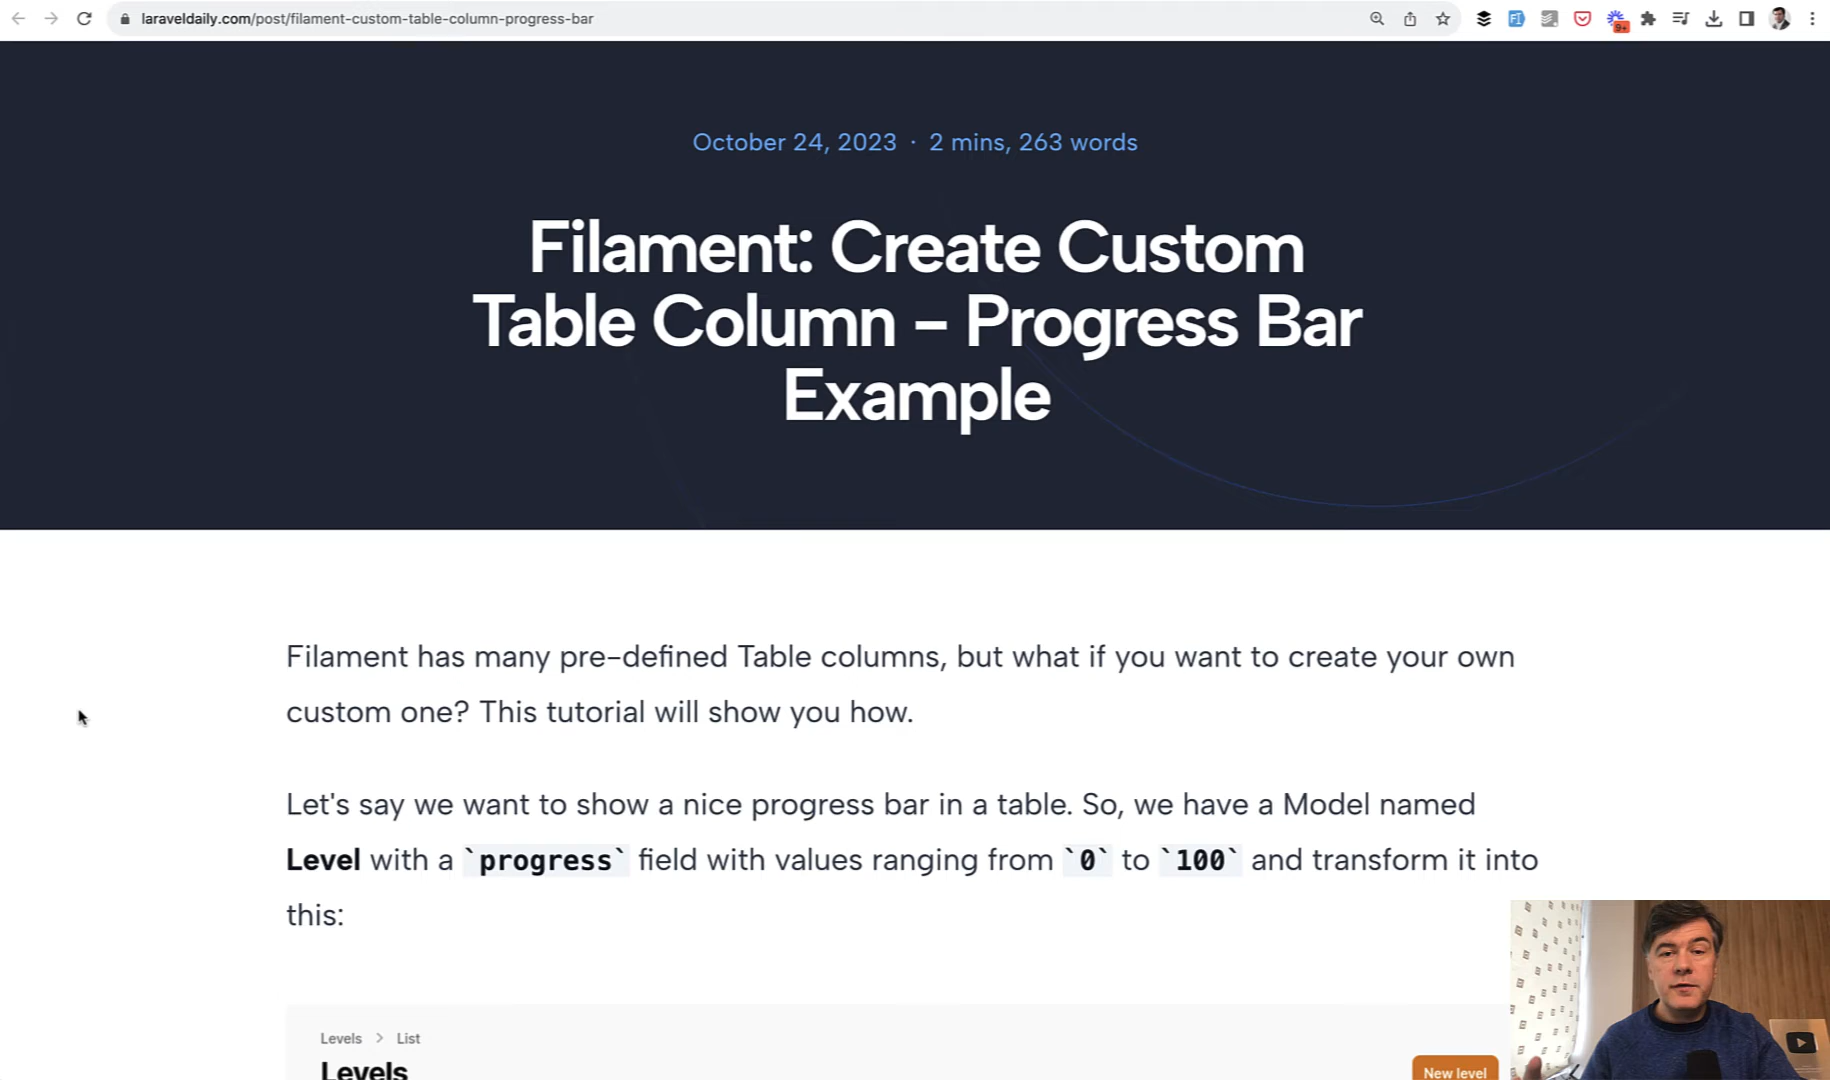 laraveldaily.com/post/filament-custom-table-column-progress-bar
9+
October 24, 2023 · 2 mins, 263 words
Filament: Create Custom
Table Column – Progress Bar
Example
Filament has many pre-defined Table columns, but what if you want to create your own
custom one? This tutorial will show you how.
Let's say we want to show a nice progress bar in a table. So, we have a Model named
Level with a `progress` field with values ranging from `0` to `100` and transform it into
this:
Levels > List
Levels
New level